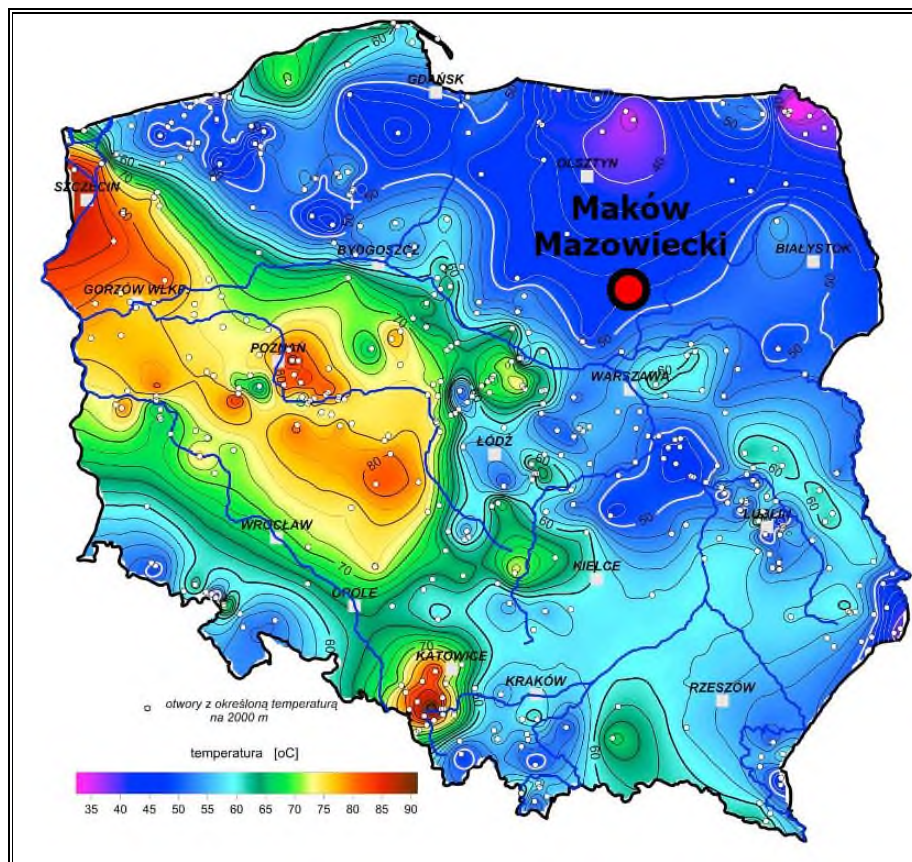 GDAŃSK
SZCZECIN
OLSZTYN
Maków
Mazowiecki
BYDGOSZCZ
BIAŁYSTOK
GORZÓW WLKP.
POZNAŃ
WARSZAWA
ŁÓDŹ
WROCŁAW
LUBLIN
KIELCE
OPOLE
KATOWICE
KRAKÓW
RZESZÓW
otwory z określoną temperaturą
na 2000 m
temperatura [oC]
35 40 45 50 55 60 65 70 75 80 85 90